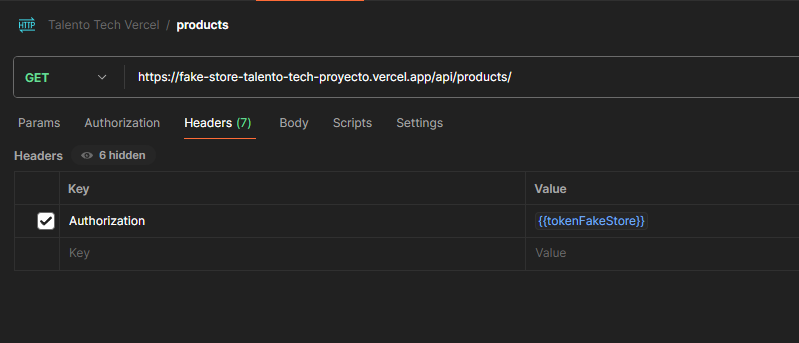 HTTP Talento Tech Vercel / products
GET https://fake-store-talento-tech-proyecto.vercel.app/api/products/
Params Authorization Headers (7) Body Scripts Settings
Headers 6 hidden
Key Value
Authorization {{tokenFakeStore}}
Key Value